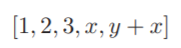 [1, 2, 3, x, y + x]